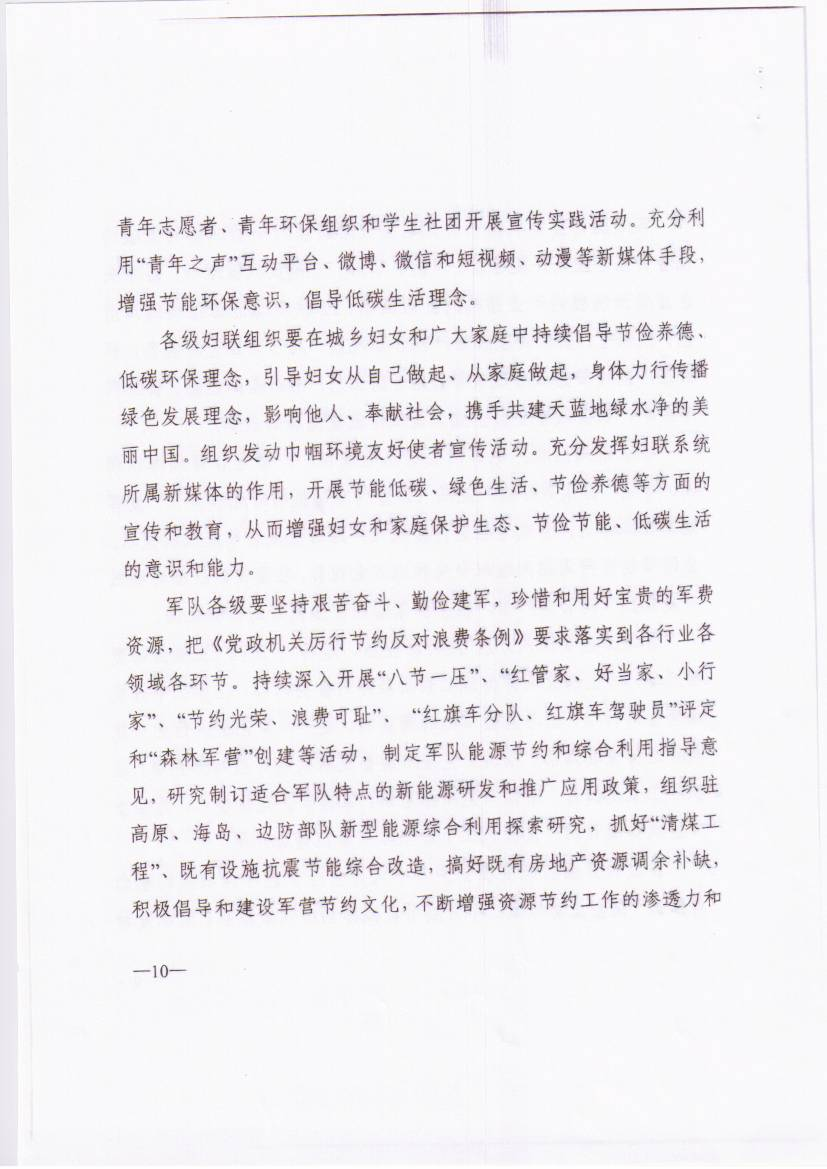 青年志愿者、青年环保组织和学生社团开展宣传实践活动。充分利
用“青年之声”互动平台、微博、微信和短视频、动漫等新媒体手段，
增强节能环保意识，倡导低碳生活理念。
各级妇联组织要在城乡妇女和广大家庭中持续倡导节俭养德、
低碳环保理念，引导妇女从自己做起、从家庭做起，身体力行传播
绿色发展理念，影响他人、奉献社会，携手共建天蓝地绿水净的美
丽中国。组织发动巾帼环境友好使者宣传活动。充分发挥妇联系统
所属新媒体的作用，开展节能低碳、绿色生活、节俭养德等方面的
宣传和教育，从而增强妇女和家庭保护生态、节俭节能、低碳生活
的意识和能力。
军队各级要坚持艰苦奋斗、勤俭建军，珍惜和用好宝贵的军费
资源，把《党政机关厉行节约反对浪费条例》要求落实到各行业各
领域各环节。持续深入开展“八节一压”、“红管家、好当家、小行
家”、“节约光荣、浪费可耻”、“红旗车分队、红旗车驾驶员”评定
和“森林军营”创建等活动，制定军队能源节约和综合利用指导意
见，研究制订适合军队特点的新能源研发和推广应用政策，组织驻
高原、海岛、边防部队新型能源综合利用探索研究，抓好“清煤工
程”、既有设施抗震节能综合改造，搞好既有房地产资源调余补缺，
积极倡导和建设军营节约文化，不断增强资源节约工作的渗透力和
—10—